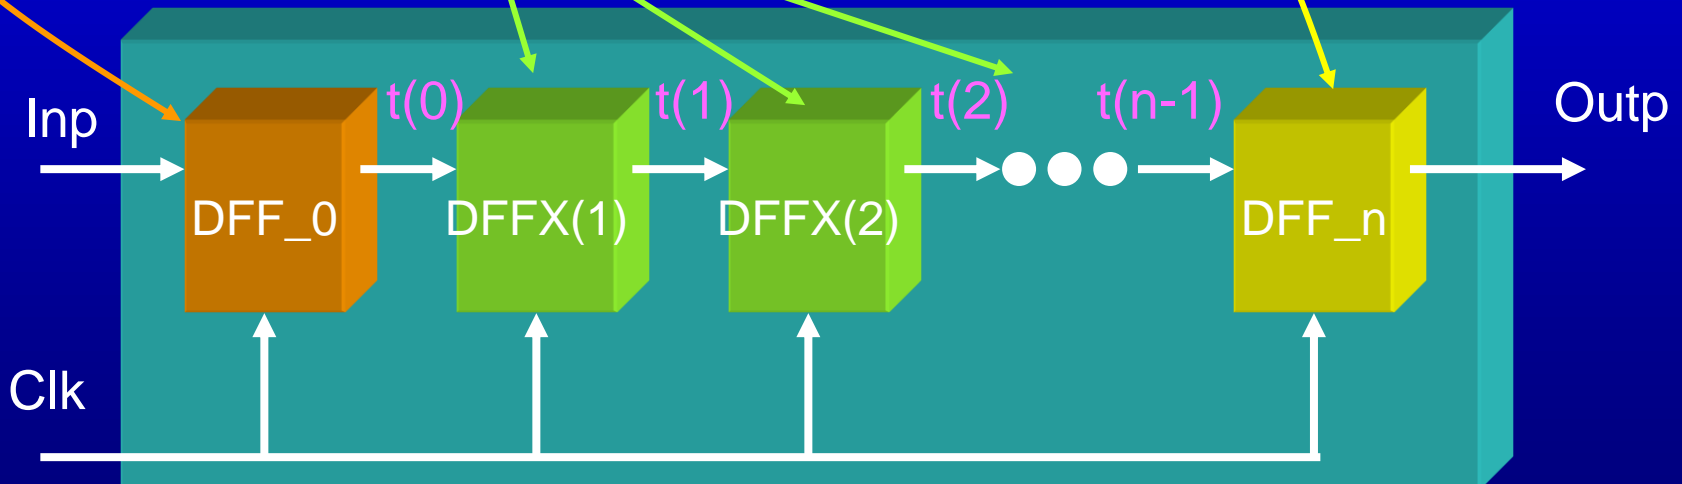 Inp
t(0)
t(1)
t(2)
t(n-1)
Outp
DFF_0
DFFX(1)
DFFX(2)
DFF_n
Clk